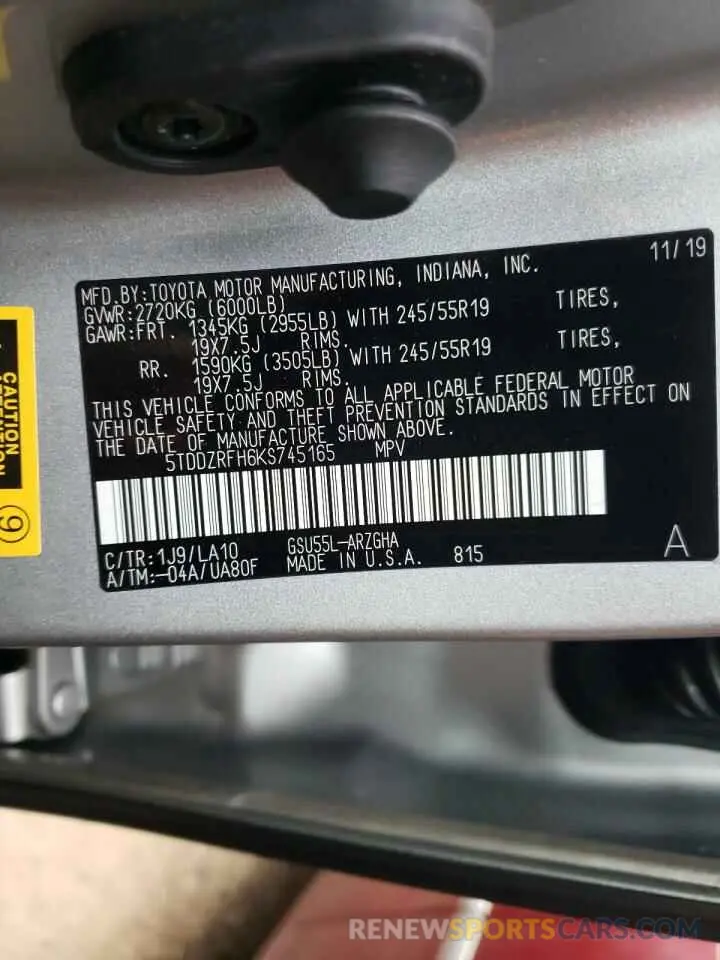 11/19
MFD.BY:TOYOTA MOTOR MANUFACTURING, INDIANA, INC.
GVWR:2720KG (6000LB)
GAWR:FRT. 1345KG (2955LB) WITH 245/55R19 TIRES,
19X7.5J RIMS.
RR. 1590KG (3505LB) WITH 245/55R19 TIRES,
19X7.5J RIMS.
THIS VEHICLE CONFORMS TO ALL APPLICABLE FEDERAL MOTOR
VEHICLE SAFETY AND THEFT PREVENTION STANDARDS IN EFFECT ON
THE DATE OF MANUFACTURE SHOWN ABOVE.
5TDDZRFH6KS745165 MPV
C/TR:1J9/LA10 GSU55L-ARZGHA
A/TM:-04A/UA80F MADE IN U.S.A. 815
A
CAUTION
9
RENEWSPORTSCARS.COM